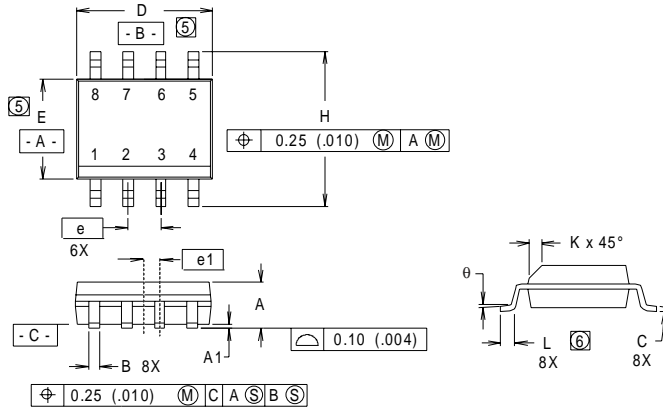 D
- B - 5
8 7 6 5
5 E
- A -
H
⌖ 0.25 (.010) Ⓜ A Ⓜ
1 2 3 4
e
6X
e1
K x 45°
θ
A
- C -
⌓ 0.10 (.004)
A1
B 8X
L 6
8X
C
8X
⌖ 0.25 (.010) Ⓜ C A Ⓢ B Ⓢ